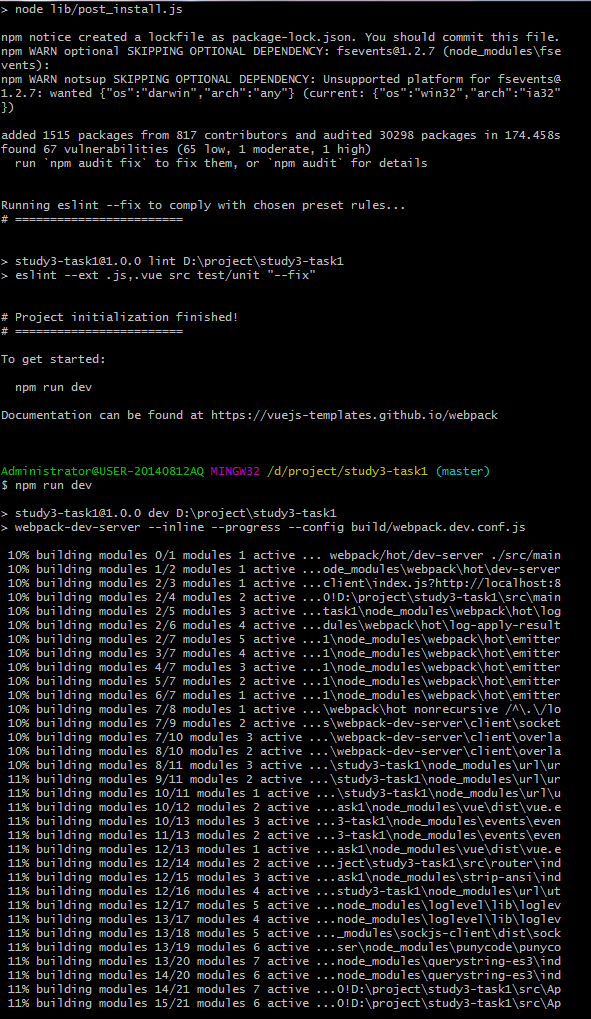 > node lib/post_install.js
npm notice created a lockfile as package-lock.json. You should commit this file.
npm WARN optional SKIPPING OPTIONAL DEPENDENCY: fsevents@1.2.7 (node_modules\fse
vents):
npm WARN notsup SKIPPING OPTIONAL DEPENDENCY: Unsupported platform for fsevents@
1.2.7: wanted {"os":"darwin","arch":"any"} (current: {"os":"win32","arch":"ia32"
})
added 1515 packages from 817 contributors and audited 30298 packages in 174.458s
found 67 vulnerabilities (65 low, 1 moderate, 1 high)
run `npm audit fix` to fix them, or `npm audit` for details
Running eslint --fix to comply with chosen preset rules...
# ========================
> study3-task1@1.0.0 lint D:\project\study3-task1
> eslint --ext .js,.vue src test/unit "--fix"
# Project initialization finished!
# ========================
To get started:
npm run dev
Documentation can be found at https://vuejs-templates.github.io/webpack
Administrator@USER-20140812AQ MINGW32 /d/project/study3-task1 (master)
$ npm run dev
> study3-task1@1.0.0 dev D:\project\study3-task1
> webpack-dev-server --inline --progress --config build/webpack.dev.conf.js
10% building modules 0/1 modules 1 active ... webpack/hot/dev-server ./src/main
10% building modules 1/2 modules 1 active ...ode_modules\webpack\hot\dev-server
10% building modules 2/3 modules 1 active ...client\index.js?http://localhost:8
10% building modules 2/4 modules 2 active ...0!D:\project\study3-task1\src\main
10% building modules 2/5 modules 3 active ...task1\node_modules\webpack\hot\log
10% building modules 2/6 modules 4 active ...dules\webpack\hot\log-apply-result
10% building modules 2/7 modules 5 active ...1\node_modules\webpack\hot\emitter
10% building modules 3/7 modules 4 active ...1\node_modules\webpack\hot\emitter
10% building modules 4/7 modules 3 active ...1\node_modules\webpack\hot\emitter
10% building modules 5/7 modules 2 active ...1\node_modules\webpack\hot\emitter
10% building modules 6/7 modules 1 active ...1\node_modules\webpack\hot\emitter
10% building modules 7/8 modules 1 active ...\webpack\hot nonrecursive /^\.\/lo
10% building modules 7/9 modules 2 active ...s\webpack-dev-server\client\socket
10% building modules 7/10 modules 3 active ...\webpack-dev-server\client\overla
10% building modules 8/10 modules 2 active ...\webpack-dev-server\client\overla
10% building modules 8/11 modules 3 active ...\study3-task1\node_modules\url\ur
11% building modules 9/11 modules 2 active ...\study3-task1\node_modules\url\ur
11% building modules 10/11 modules 1 active ...\study3-task1\node_modules\url\u
11% building modules 10/12 modules 2 active ...ask1\node_modules\vue\dist\vue.e
11% building modules 10/13 modules 3 active ...3-task1\node_modules\events\even
11% building modules 11/13 modules 2 active ...3-task1\node_modules\events\even
11% building modules 12/13 modules 1 active ...ask1\node_modules\vue\dist\vue.e
11% building modules 12/14 modules 2 active ...ject\study3-task1\src\router\ind
11% building modules 12/15 modules 3 active ...ask1\node_modules\strip-ansi\ind
11% building modules 12/16 modules 4 active ...study3-task1\node_modules\url\ut
11% building modules 12/17 modules 5 active ...node_modules\loglevel\lib\loglev
11% building modules 13/17 modules 4 active ...node_modules\loglevel\lib\loglev
11% building modules 13/18 modules 5 active ..._modules\sockjs-client\dist\sock
11% building modules 13/19 modules 6 active ...ser\node_modules\punycode\punyco
11% building modules 13/20 modules 7 active ...node_modules\querystring-es3\ind
11% building modules 14/20 modules 6 active ...node_modules\querystring-es3\ind
11% building modules 14/21 modules 7 active ...0!D:\project\study3-task1\src\Ap
11% building modules 15/21 modules 6 active ...0!D:\project\study3-task1\src\Ap